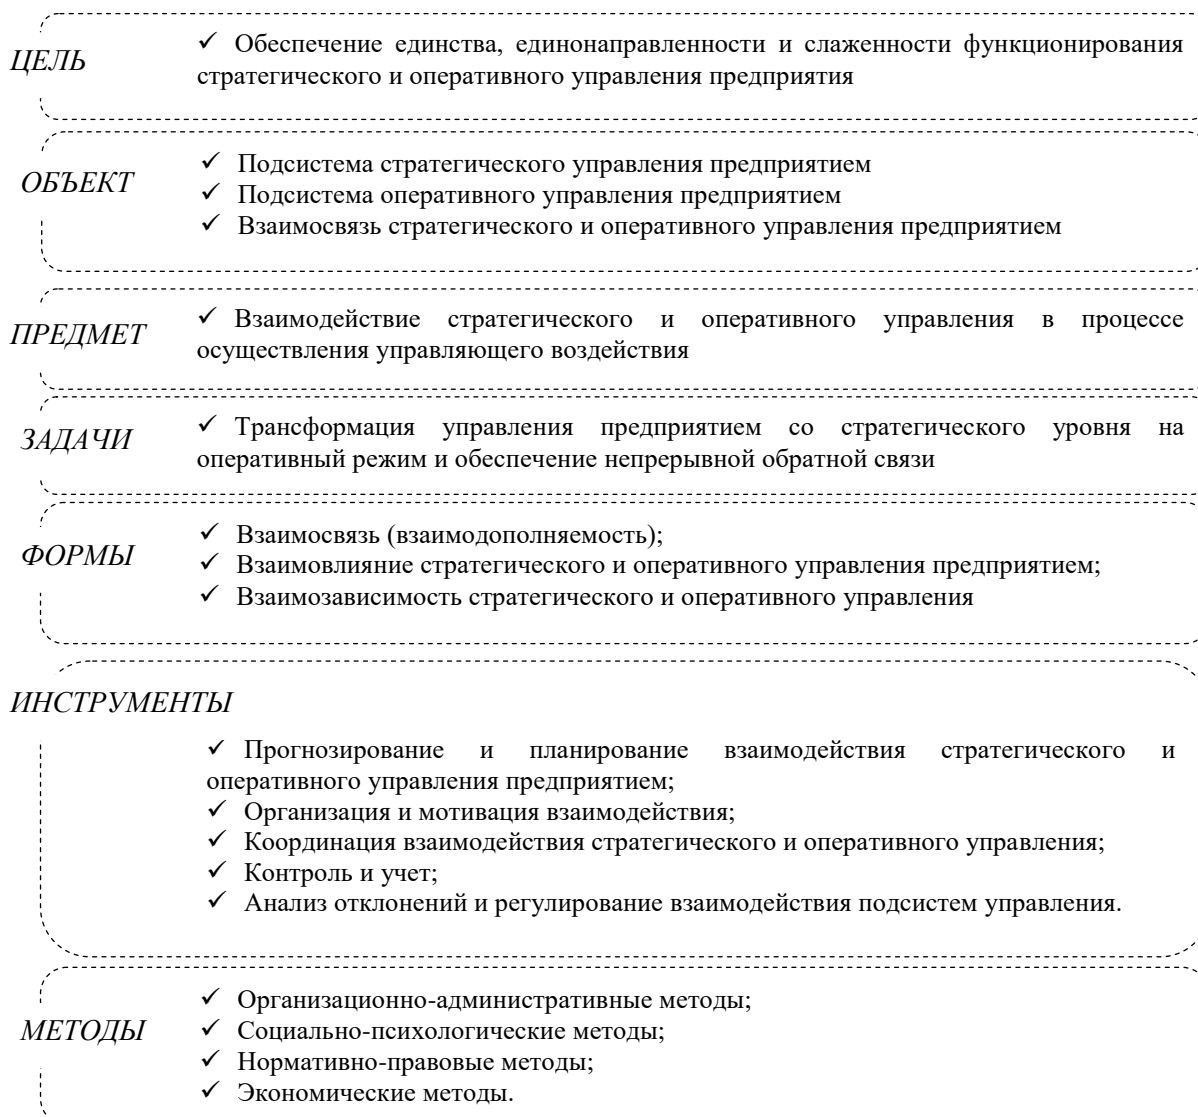 ЦЕЛЬ
✓ Обеспечение единства, единонаправленности и слаженности функционирования
стратегического и оперативного управления предприятия
ОБЪЕКТ
✓ Подсистема стратегического управления предприятием
✓ Подсистема оперативного управления предприятием
✓ Взаимосвязь стратегического и оперативного управления предприятием
ПРЕДМЕТ
✓ Взаимодействие стратегического и оперативного управления в процессе
осуществления управляющего воздействия
ЗАДАЧИ
✓ Трансформация управления предприятием со стратегического уровня на
оперативный режим и обеспечение непрерывной обратной связи
ФОРМЫ
✓ Взаимосвязь (взаимодополняемость);
✓ Взаимовлияние стратегического и оперативного управления предприятием;
✓ Взаимозависимость стратегического и оперативного управления
ИНСТРУМЕНТЫ
✓ Прогнозирование и планирование взаимодействия стратегического и
оперативного управления предприятием;
✓ Организация и мотивация взаимодействия;
✓ Координация взаимодействия стратегического и оперативного управления;
✓ Контроль и учет;
✓ Анализ отклонений и регулирование взаимодействия подсистем управления.
МЕТОДЫ
✓ Организационно-административные методы;
✓ Социально-психологические методы;
✓ Нормативно-правовые методы;
✓ Экономические методы.